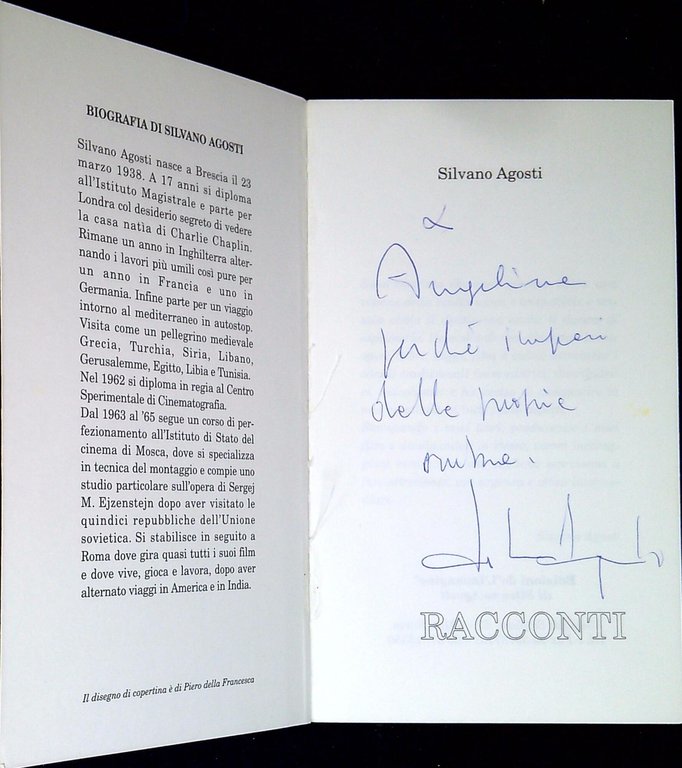 BIOGRAFIA DI SILVANO AGOSTI
Silvano Agosti nasce a Brescia il 23
marzo 1938. A 17 anni si diploma
all'Istituto Magistrale e parte per
Londra col desiderio segreto di vedere
la casa natìa di Charlie Chaplin.
Rimane un anno in Inghilterra alter-
nando i lavori più umili così pure per
un anno in Francia e uno in
Germania. Infine parte per un viaggio
intorno al mediterraneo in autostop.
Visita come un pellegrino medievale
Grecia, Turchia, Siria, Libano,
Gerusalemme, Egitto, Libia e Tunisia.
Nel 1962 si diploma in regia al Centro
Sperimentale di Cinematografia.
Dal 1963 al '65 segue un corso di per-
fezionamento all'Istituto di Stato del
cinema di Mosca, dove si specializza
in tecnica del montaggio e compie uno
studio particolare sull'opera di Sergej
M. Ejzenstejn dopo aver visitato le
quindici repubbliche dell'Unione
sovietica. Si stabilisce in seguito a
Roma dove gira quasi tutti i suoi film
e dove vive, gioca e lavora, dopo aver
alternato viaggi in America e in India.
Il disegno di copertina è di Piero della Francesca
Silvano Agosti
a
Angelina
perché impari
delle propie
RACCONTI